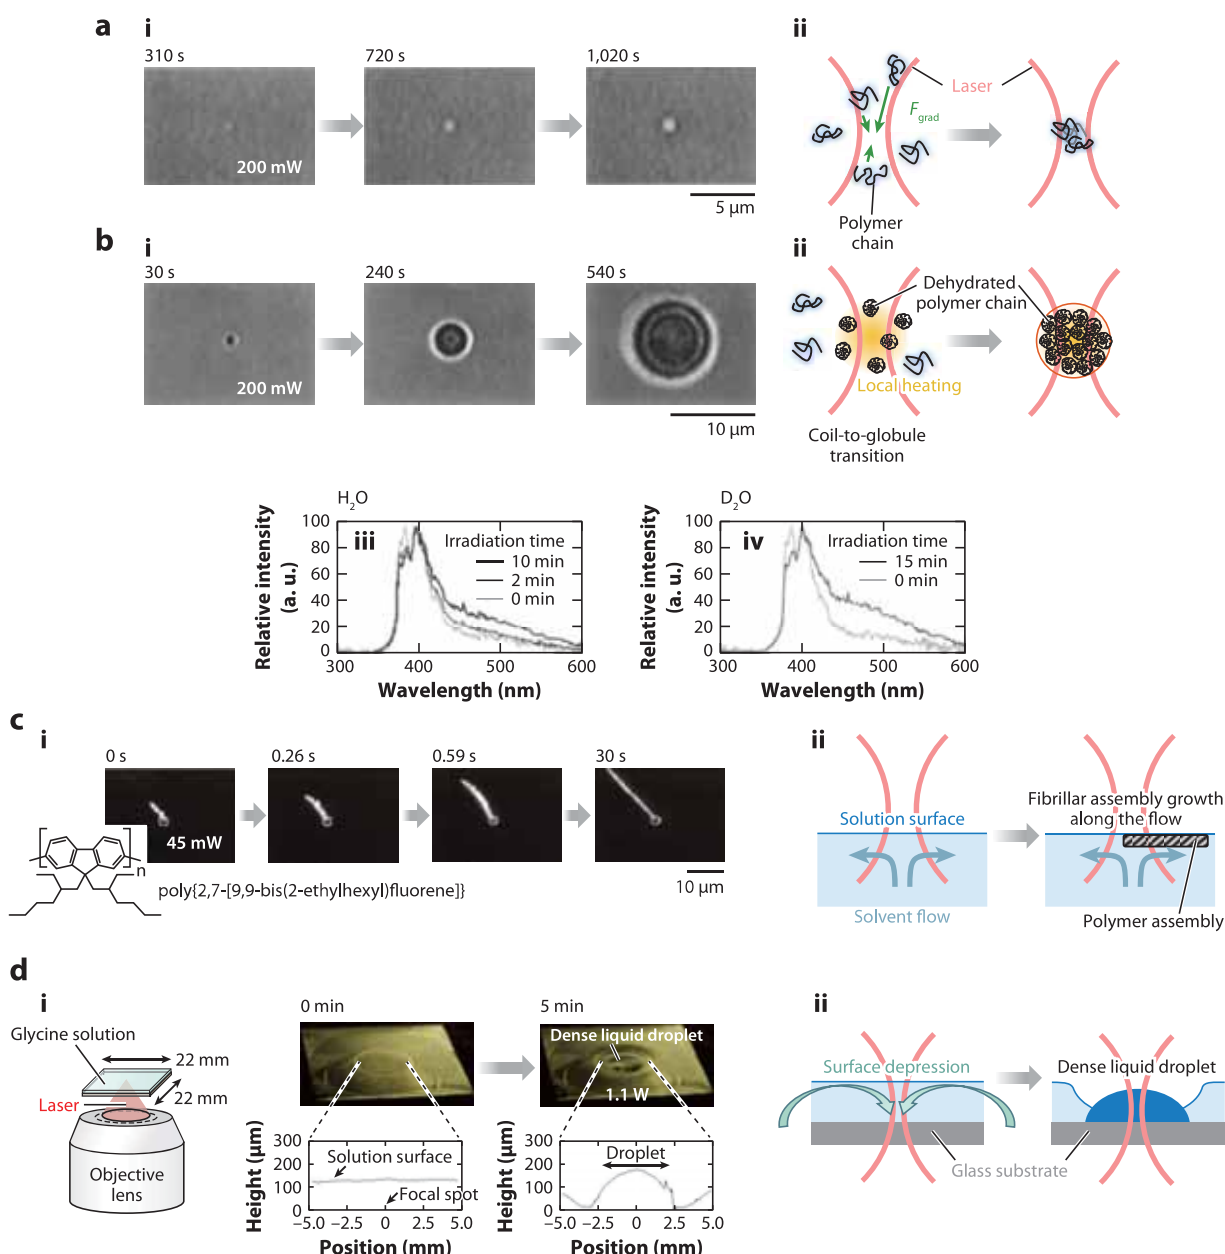 a
i
310 s
720 s
1,020 s
200 mW
5 µm
ii
Laser
F_grad
Polymer
chain
b
i
30 s
240 s
540 s
200 mW
10 µm
ii
Dehydrated
polymer chain
Local heating
Coil-to-globule
transition
H₂O
iii
Relative intensity
(a. u.)
100
80
60
40
20
0
Irradiation time
10 min
2 min
0 min
300
400
500
600
Wavelength (nm)
D₂O
iv
Relative intensity
(a. u.)
100
80
60
40
20
0
Irradiation time
15 min
0 min
300
400
500
600
Wavelength (nm)
c
i
0 s
0.26 s
0.59 s
30 s
45 mW
n
poly{2,7-[9,9-bis(2-ethylhexyl)fluorene]}
10 µm
ii
Solution surface
Solvent flow
Fibrillar assembly growth
along the flow
Polymer assembly
d
i
Glycine solution
22 mm
22 mm
Laser
Objective
lens
0 min
5 min
Dense liquid droplet
1.1 W
Height (µm)
300
200
100
0
Solution surface
Focal spot
–5.0
–2.5
0
2.5
5.0
Position (mm)
Height (µm)
300
200
100
0
Droplet
–5.0
–2.5
0
2.5
5.0
Position (mm)
ii
Surface depression
Dense liquid droplet
Glass substrate